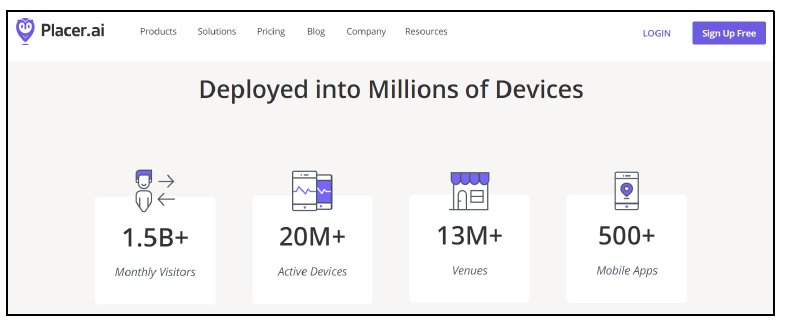 Placer.ai Products Solutions Pricing Blog Company Resources LOGIN Sign Up Free
Deployed into Millions of Devices
1.5B+ 20M+ 13M+ 500+
Monthly Visitors Active Devices Venues Mobile Apps